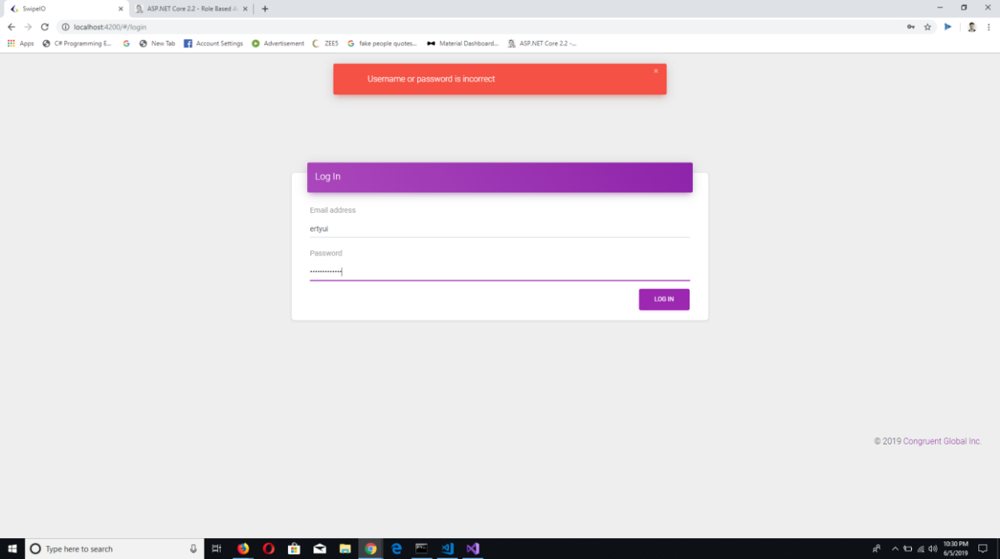 SwipeIO
ASP.NET Core 2.2 - Role Based A
localhost:4200/#/login
Apps
C# Programming E...
New Tab
Account Settings
Advertisement
ZEE5
fake people quotes...
Material Dashboard...
ASP.NET Core 2.2 -...
Username or password is incorrect
Log In
Email address
ertyui
Password
LOG IN
© 2019 Congruent Global Inc.
Type here to search
10:30 PM
6/5/2019